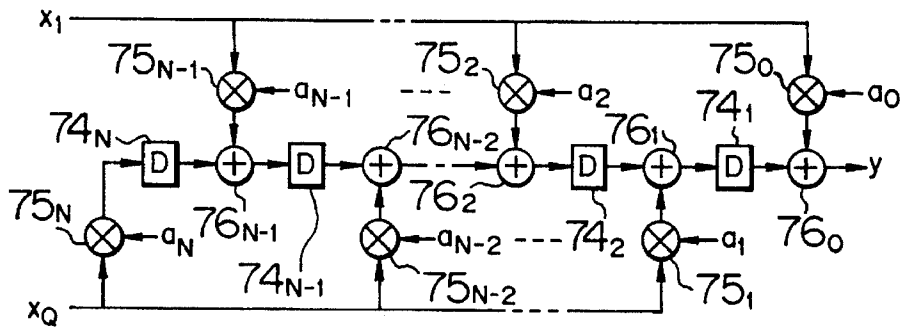 x₁
75N-1 75₂ 75₀
aN-1 ---- a₂ a₀
74N 76N-2 76₁ 74₁
D D D D y
75N 76N-1 76₂ 74₂ 76₀
aN aN-2 --- a₁
74N-1 75N-2 75₁
xQ